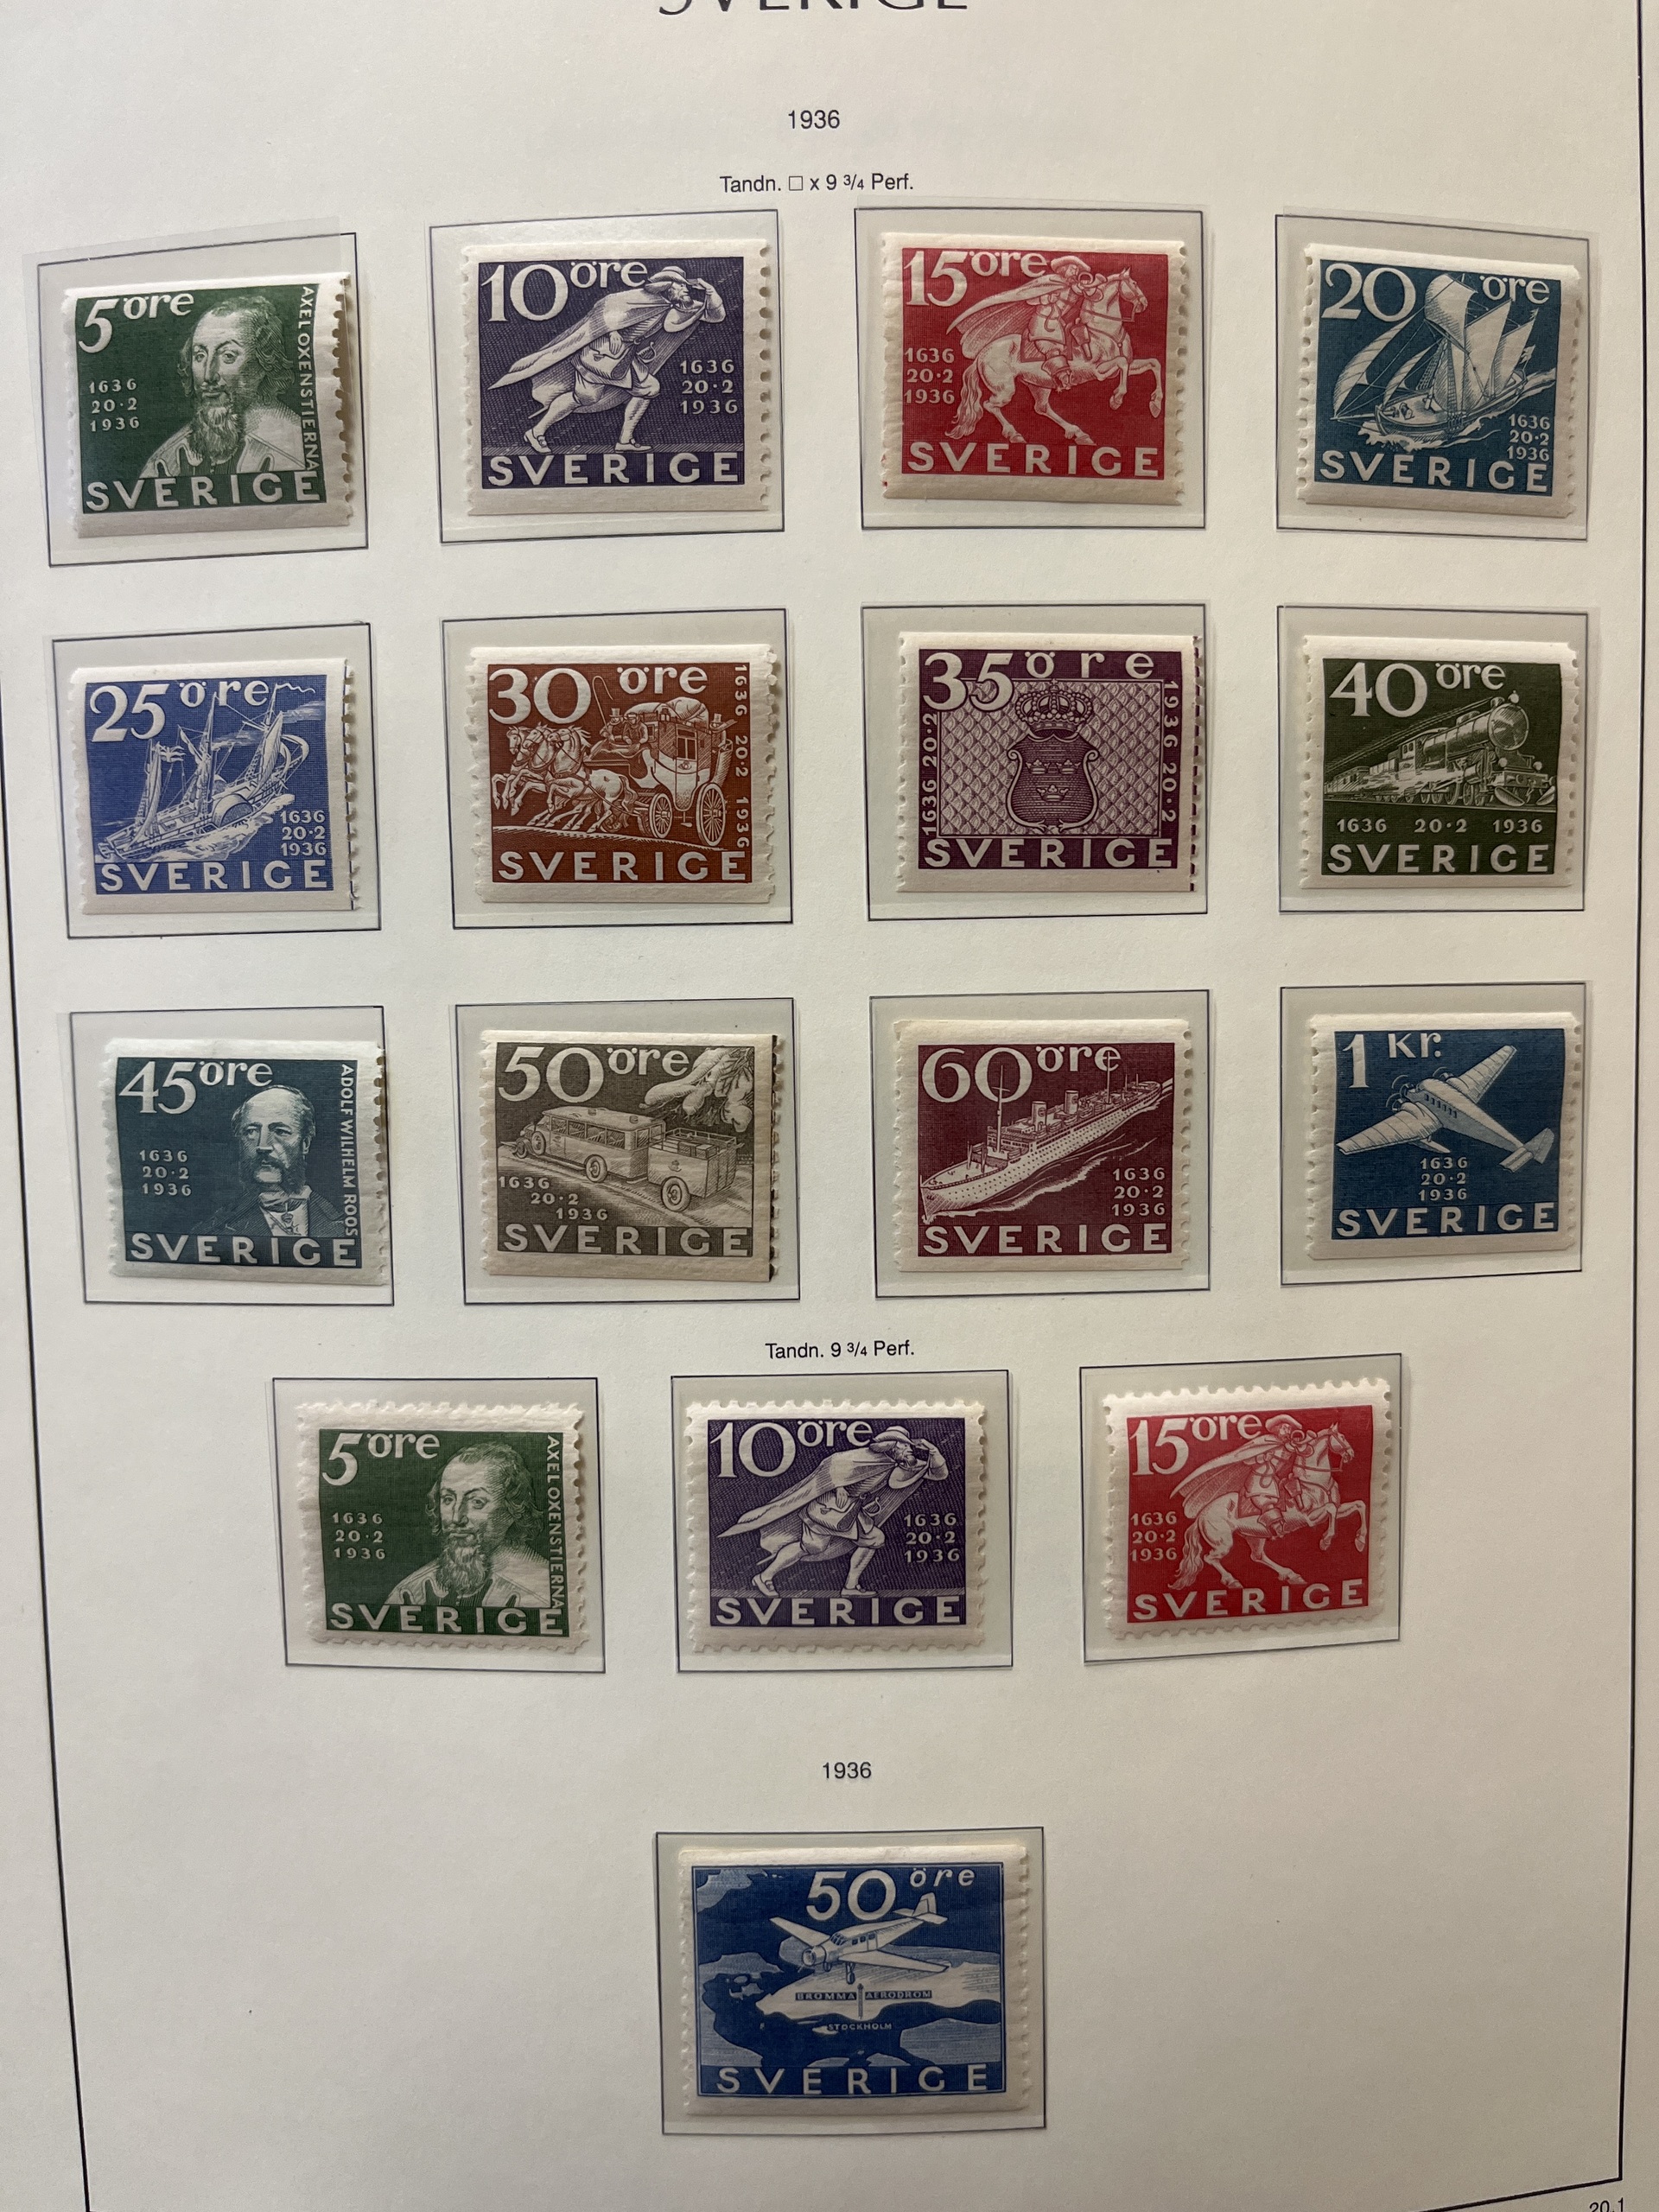 SVERIGE
1936
Tandn. □ x 9 3/4 Perf.
5 öre
AXEL OXENSTIERNA
1636
20·2
1936
SVERIGE
10 öre
1636
20·2
1936
SVERIGE
15 öre
1636
20·2
1936
SVERIGE
20 öre
1636
20·2
1936
SVERIGE
25 öre
1636
20·2
1936
SVERIGE
30 öre
1636 20·2 1936
SVERIGE
35 öre
1636 20·2
1936 20·2
SVERIGE
40 öre
1636 20·2 1936
SVERIGE
45 öre
ADOLF WILHELM ROOS
1636
20·2
1936
SVERIGE
50 öre
1636
20·2
1936
SVERIGE
60 öre
1636
20·2
1936
SVERIGE
1 Kr.
1636
20·2
1936
SVERIGE
Tandn. 9 3/4 Perf.
5 öre
AXEL OXENSTIERNA
1636
20·2
1936
SVERIGE
10 öre
1636
20·2
1936
SVERIGE
15 öre
1636
20·2
1936
SVERIGE
1936
50 öre
BROMMA AERODROM
STOCKHOLM
SVERIGE
20.1